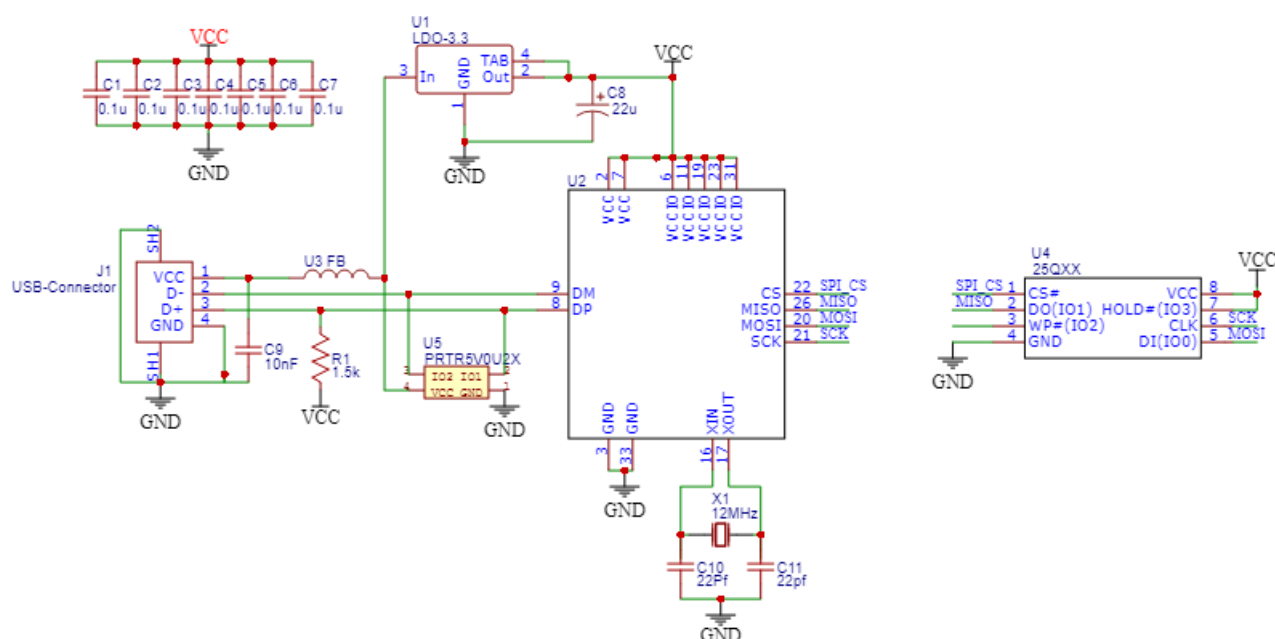 VCC
C1
0.1u
C2
0.1u
C3
0.1u
C4
0.1u
C5
0.1u
C6
0.1u
C7
0.1u
GND
U1
LDO-3.3
3
In
GND
1
TAB
4
Out
2
GND
C8
+
22u
VCC
J1
USB-Connector
SH2
VCC
1
D-
2
D+
3
GND
4
SH1
GND
C9
10nF
U3 FB
R1
1.5k
VCC
U5
PRTR5V0U2X
IO2 IO1
VCC GND
4
1
GND
U2
2
VCC
7
VCC
6
VCCIO
11
VCCIO
19
VCCIO
23
VCCIO
31
VCCIO
9
DM
8
DP
CS
22
SPI_CS
MISO
26
MISO
MOSI
20
MOSI
SCK
21
SCK
GND
3
GND
33
GND
XIN
16
XOUT
17
X1
12MHz
C10
22Pf
C11
22pf
GND
U4
25QXX
SPI_CS
1
CS#
MISO
2
DO(IO1)
3
WP#(IO2)
4
GND
GND
VCC
8
VCC
HOLD#(IO3)
7
CLK
6
SCK
DI(IO0)
5
MOSI